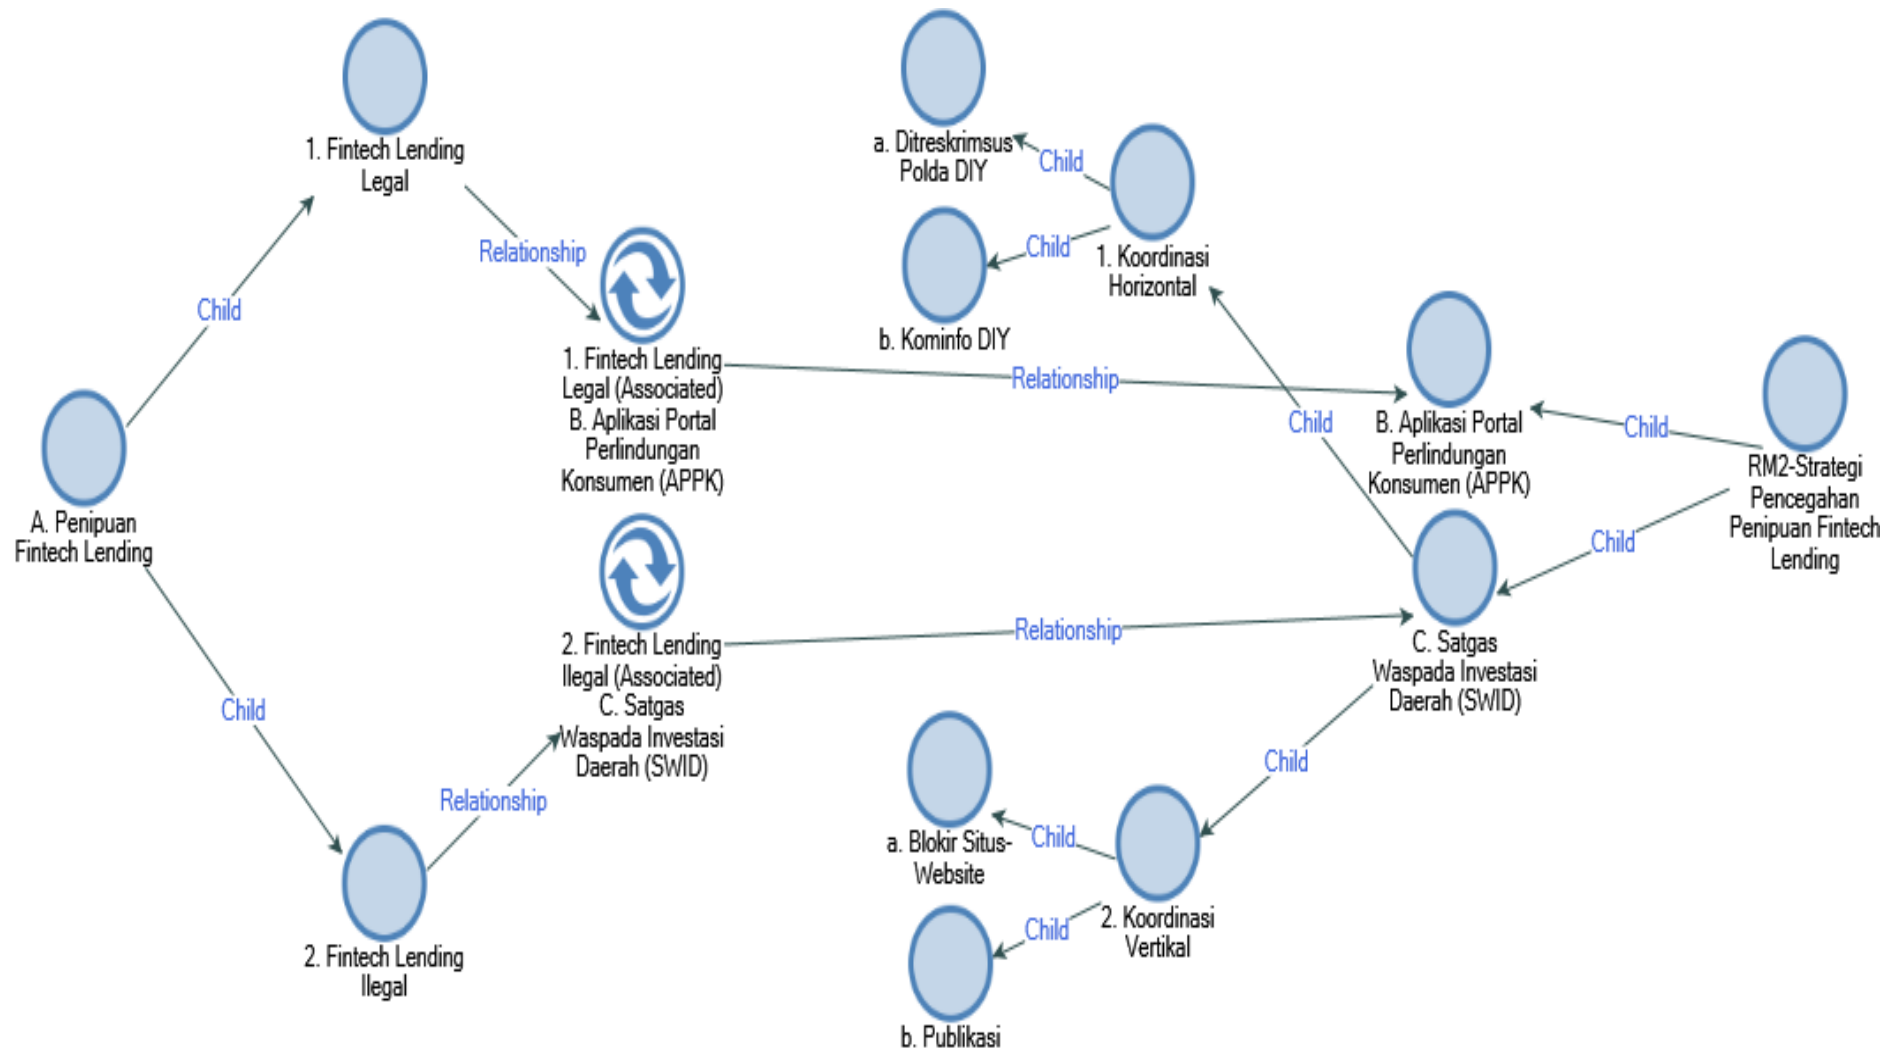 1. Fintech Lending
Legal
Child
Relationship
A. Penipuan
Fintech Lending
Child
2. Fintech Lending
Ilegal
Relationship
1. Fintech Lending
Legal (Associated)
B. Aplikasi Portal
Perlindungan
Konsumen (APPK)
Relationship
2. Fintech Lending
Ilegal (Associated)
C. Satgas
Waspada Investasi
Daerah (SWID)
Relationship
a. Ditreskrimsus
Polda DIY
Child
b. Kominfo DIY
Child
1. Koordinasi
Horizontal
Child
B. Aplikasi Portal
Perlindungan
Konsumen (APPK)
Child
RM2-Strategi
Pencegahan
Penipuan Fintech
Lending
Child
C. Satgas
Waspada Investasi
Daerah (SWID)
Child
a. Blokir Situs-
Website
Child
2. Koordinasi
Vertikal
Child
b. Publikasi